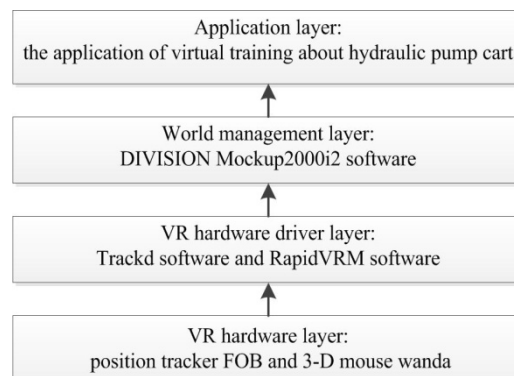 Application layer:
the application of virtual training about hydraulic pump cart
World management layer:
DIVISION Mockup2000i2 software
VR hardware driver layer:
Trackd software and RapidVRM software
VR hardware layer:
position tracker FOB and 3-D mouse wanda